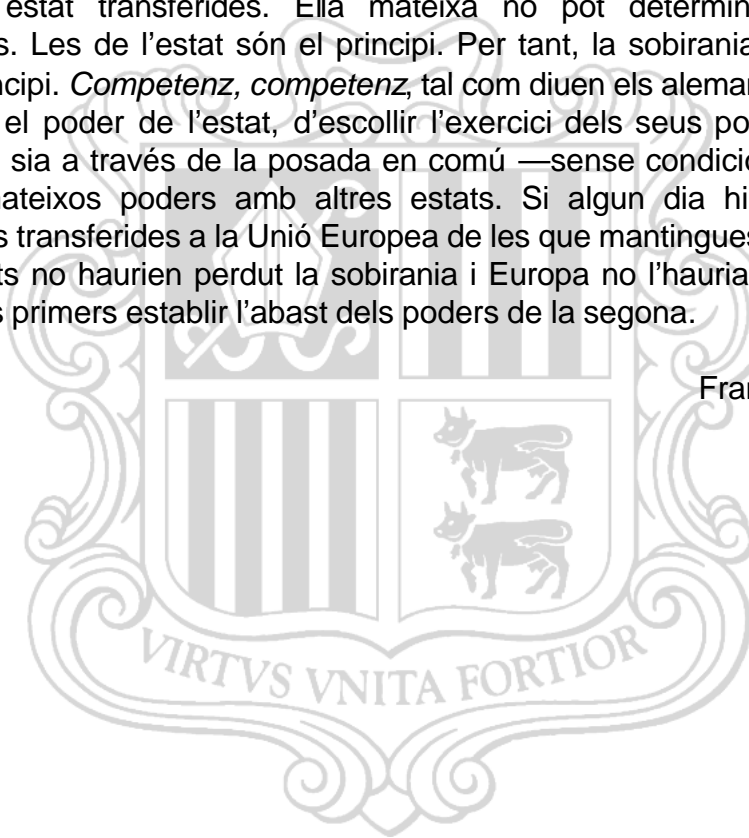 estat transferides. Ella mateixa no pot determin
s. Les de l’estat són el principi. Per tant, la sobirania
ncipi. Competenz, competenz, tal com diuen els aleman
el poder de l’estat, d’escollir l’exercici dels seus po
sia a través de la posada en comú —sense condicio
mateixos poders amb altres estats. Si algun dia hi
s transferides a la Unió Europea de les que mantingues
ts no haurien perdut la sobirania i Europa no l’hauria
s primers establir l’abast dels poders de la segona.
Fran
VIRTVS VNITA FORTIOR